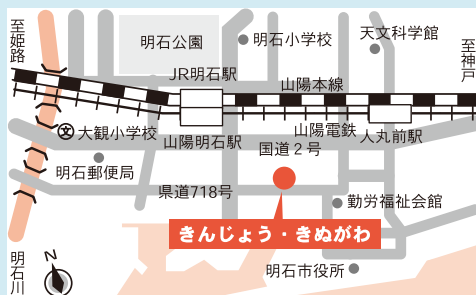 至姫路
明石公園
明石小学校
天文科学館
至神戸
JR明石駅
山陽本線
文
大観小学校
山陽明石駅
山陽電鉄
人丸前駅
国道2号
明石郵便局
県道718号
勤労福祉会館
きんじょう・きぬがわ
明石川
N
明石市役所